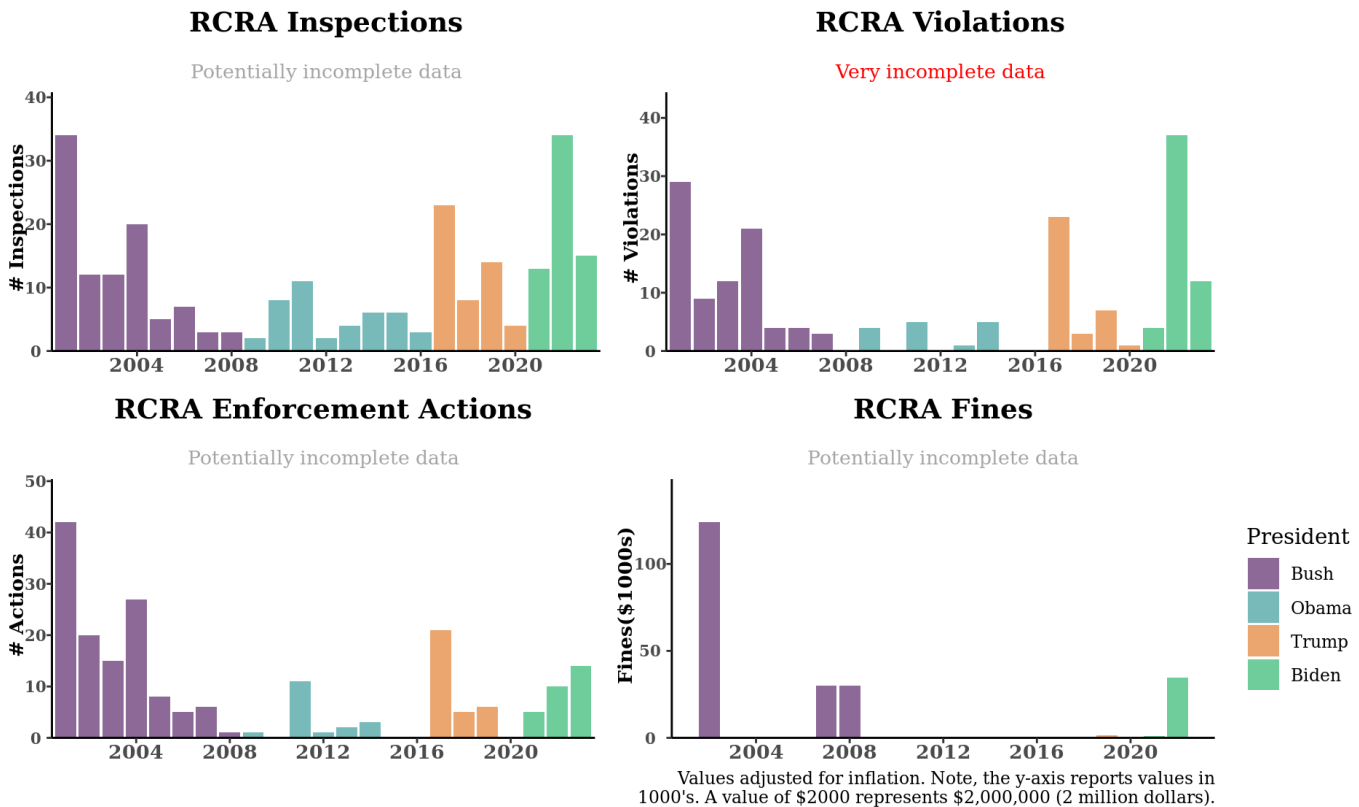 RCRA Inspections
Potentially incomplete data
# Inspections
40
30
20
10
0
2004 2008 2012 2016 2020
RCRA Violations
Very incomplete data
# Violations
40
30
20
10
0
2004 2008 2012 2016 2020
RCRA Enforcement Actions
Potentially incomplete data
# Actions
50
40
30
20
10
0
2004 2008 2012 2016 2020
RCRA Fines
Potentially incomplete data
Fines($1000s)
100
50
0
2004 2008 2012 2016 2020
President
Bush
Obama
Trump
Biden
Values adjusted for inflation. Note, the y-axis reports values in
1000's. A value of $2000 represents $2,000,000 (2 million dollars).